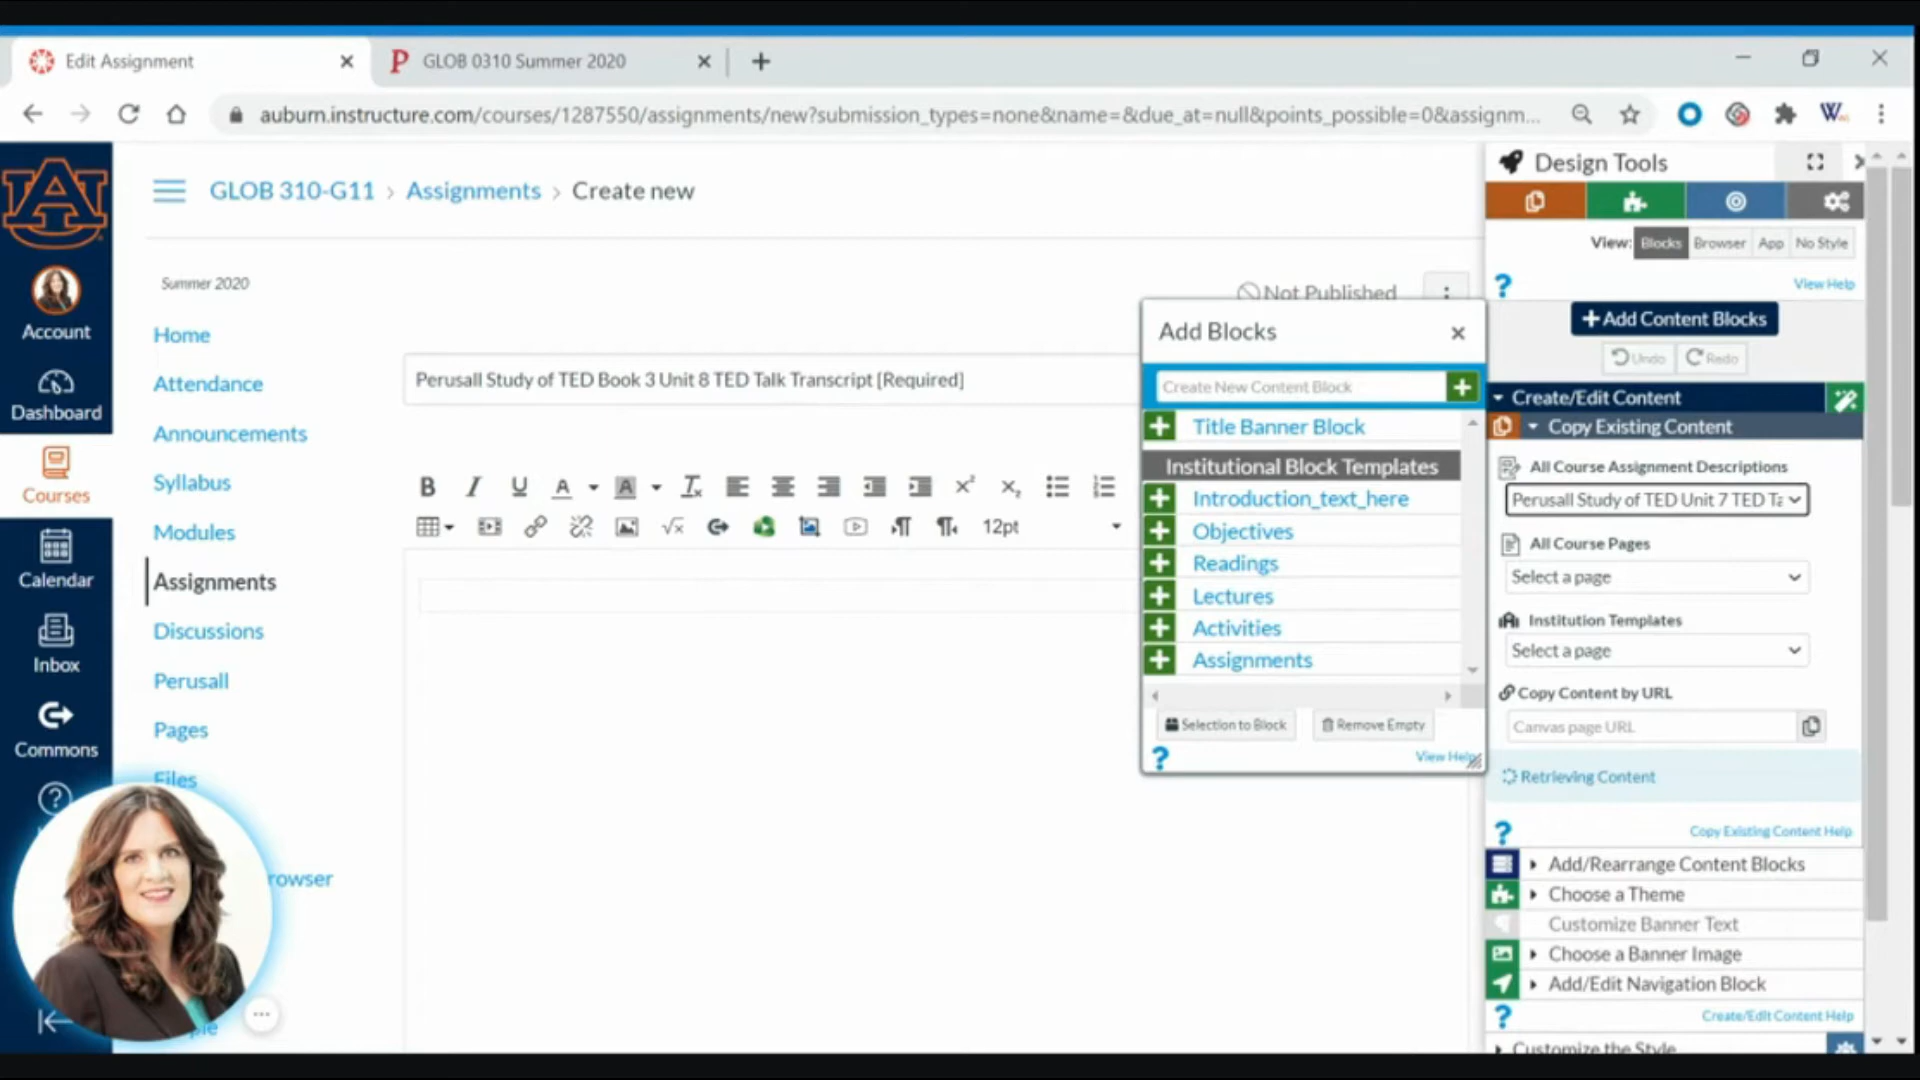 Edit Assignment
GLOB 0310 Summer 2020
auburn.instructure.com/courses/1287550/assignments/new?submission_types=none&name=&due_at=null&points_possible=0&assignm...
GLOB 310-G11 › Assignments › Create new
Design Tools
View: Blocks Browser App No Style
View Help
Account
Dashboard
Courses
Calendar
Inbox
Commons
Summer 2020
Home
Attendance
Announcements
Syllabus
Modules
Assignments
Discussions
Perusall
Pages
Files
rowser
Not Published
Perusall Study of TED Book 3 Unit 8 TED Talk Transcript [Required]
12pt
Add Blocks
Create New Content Block
Title Banner Block
Institutional Block Templates
Introduction_text_here
Objectives
Readings
Lectures
Activities
Assignments
Selection to Block
Remove Empty
View Help
+Add Content Blocks
Undo
Redo
Create/Edit Content
Copy Existing Content
All Course Assignment Descriptions
Perusall Study of TED Unit 7 TED Ta
All Course Pages
Select a page
Institution Templates
Select a page
Copy Content by URL
Canvas page URL
Retrieving Content
Copy Existing Content Help
Add/Rearrange Content Blocks
Choose a Theme
Customize Banner Text
Choose a Banner Image
Add/Edit Navigation Block
Create/Edit Content Help
Customize the Style